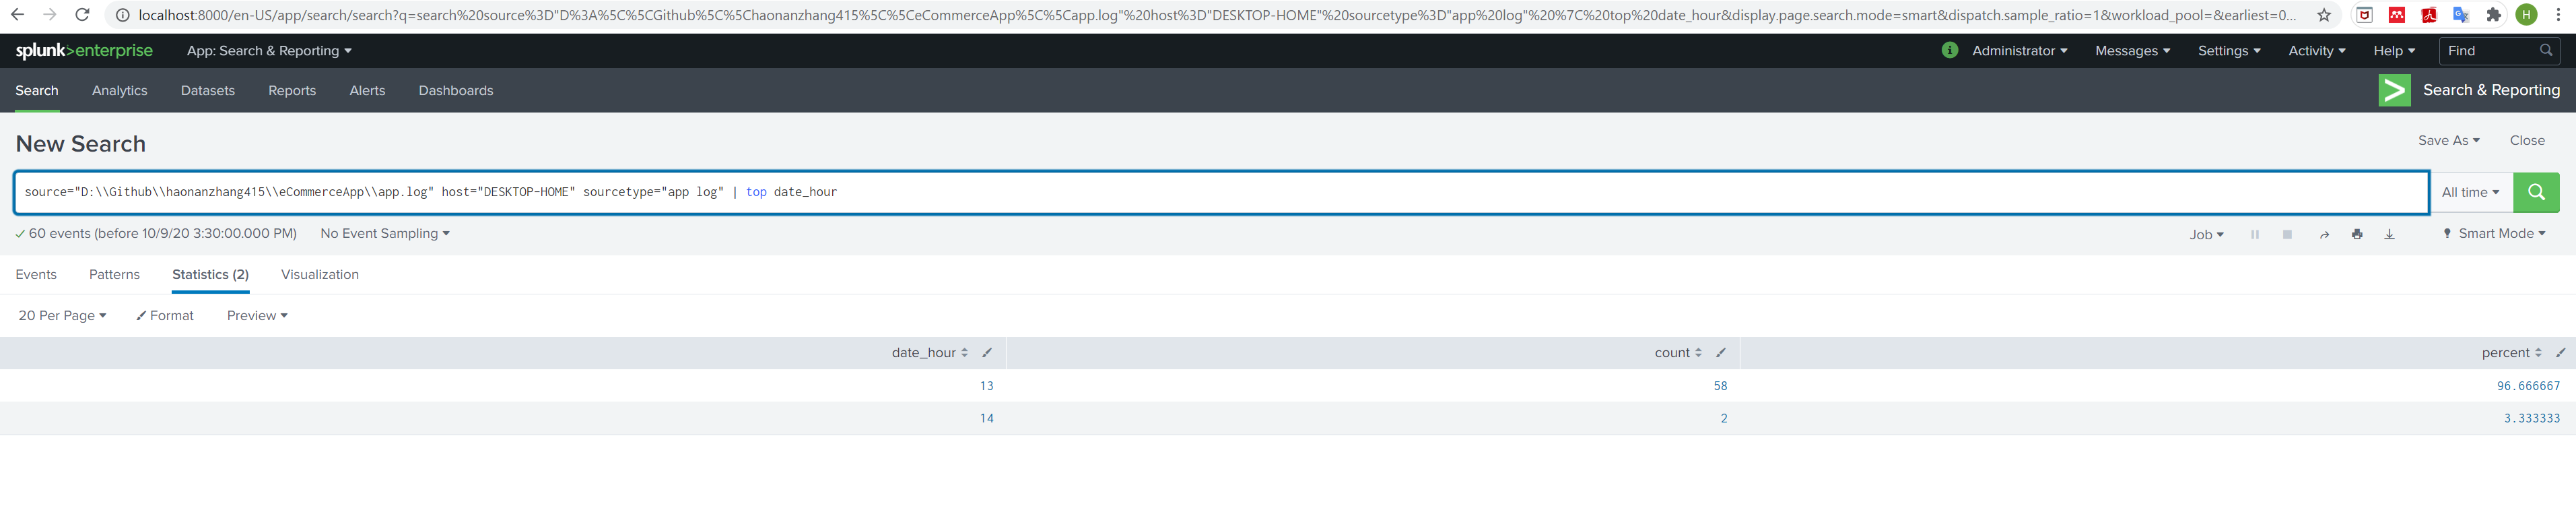 localhost:8000/en-US/app/search/search?q=search%20source%3D"D%3A%5C%5CGithub%5C%5Chaonanzhang415%5C%5CeCommerceApp%5C%5Capp.log"%20host%3D"DESKTOP-HOME"%20sourcetype%3D"app%20log"%20%7C%20top%20date_hour&display.page.search.mode=smart&dispatch.sample_ratio=1&workload_pool=&earliest=0... H
splunk>enterprise App: Search & Reporting Administrator Messages Settings Activity Help Find
Search Analytics Datasets Reports Alerts Dashboards Search & Reporting
New Search Save As Close
source="D:\\Github\\haonanzhang415\\eCommerceApp\\app.log" host="DESKTOP-HOME" sourcetype="app log" | top date_hour All time
60 events (before 10/9/20 3:30:00.000 PM) No Event Sampling Job Smart Mode
Events Patterns Statistics (2) Visualization
20 Per Page Format Preview
date_hour count percent
13 58 96.666667
14 2 3.333333